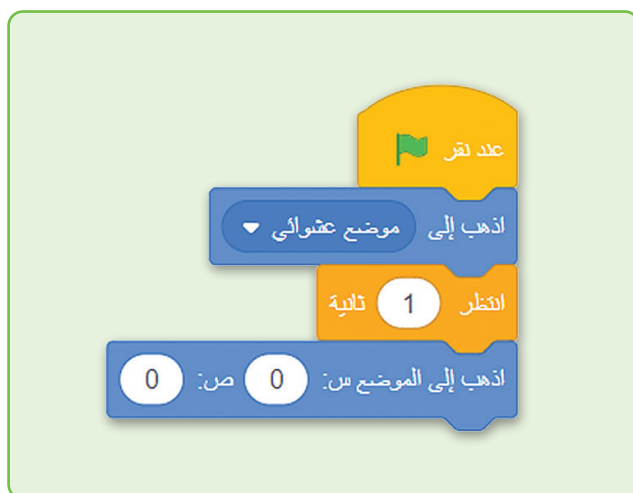 عند نقر
اذهب إلى موضع عشوائي
انتظر 1 ثانية
اذهب إلى الموضع س: 0 ص: 0